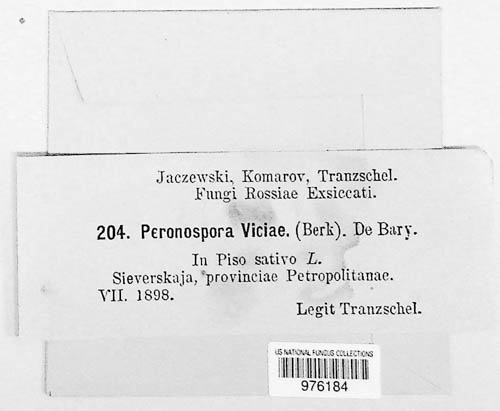 Jaczewski, Komarov, Tranzschel.
Fungi Rossiae Exsiccati.
204. Peronospora Viciae. (Berk). De Bary.
In Piso sativo L.
Sieverskaja, provinciae Petropolitanae.
VII. 1898.
Legit Tranzschel.
US NATIONAL FUNGUS COLLECTIONS
976184